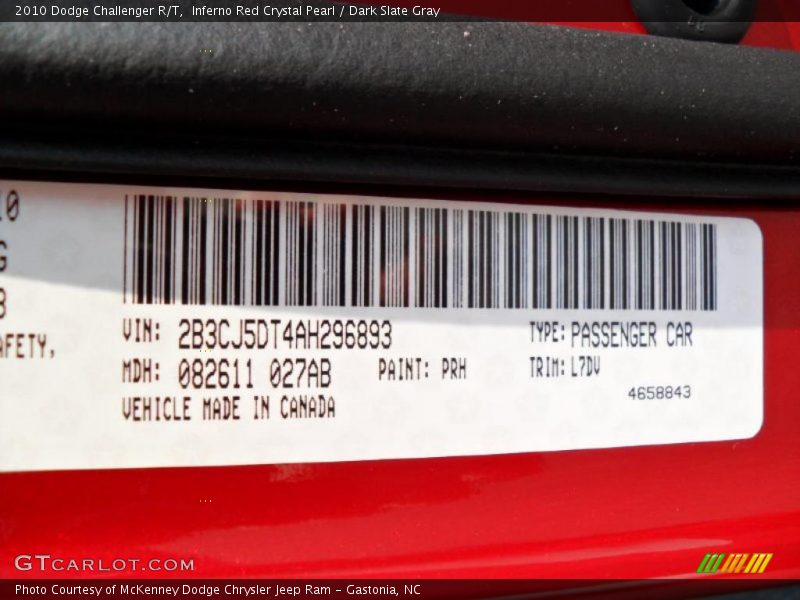 2010 Dodge Challenger R/T, Inferno Red Crystal Pearl / Dark Slate Gray
VIN: 2B3CJ5DT4AH296893
TYPE: PASSENGER CAR
MDH: 082611 027AB
PAINT: PRH
TRIM: L7DV
AFETY,
4658843
VEHICLE MADE IN CANADA
GTCARLOT.COM
Photo Courtesy of McKenney Dodge Chrysler Jeep Ram - Gastonia, NC